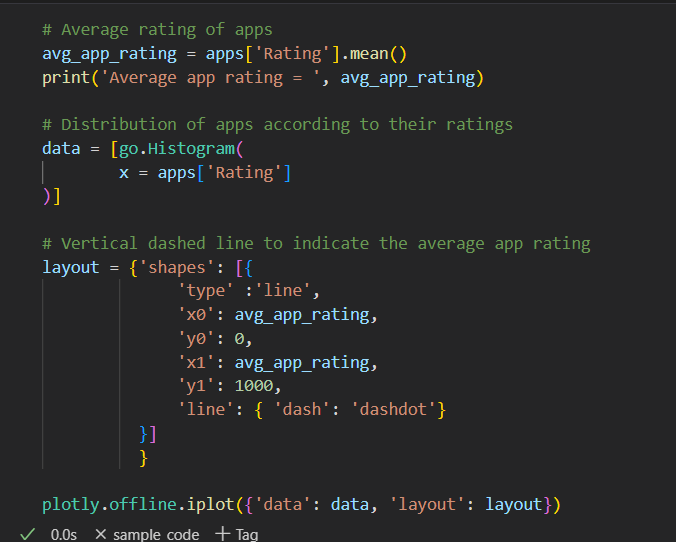 # Average rating of apps
avg_app_rating = apps['Rating'].mean()
print('Average app rating = ', avg_app_rating)
# Distribution of apps according to their ratings
data = [go.Histogram(
x = apps['Rating']
)]
# Vertical dashed line to indicate the average app rating
layout = {'shapes': [{
'type' :'line',
'x0': avg_app_rating,
'y0': 0,
'x1': avg_app_rating,
'y1': 1000,
'line': { 'dash': 'dashdot'}
}]
}
plotly.offline.iplot({'data': data, 'layout': layout})
✓ 0.0s × sample code + Tag